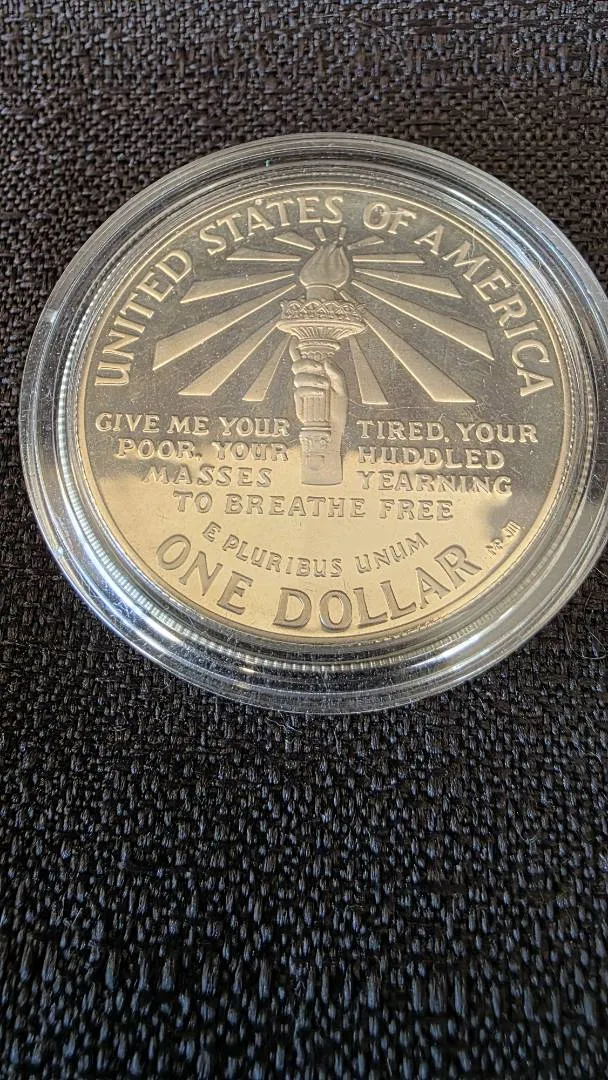 UNITED STATES OF AMERICA
GIVE ME YOUR TIRED, YOUR
POOR, YOUR HUDDLED
MASSES YEARNING
TO BREATHE FREE
E PLURIBUS UNUM
ONE DOLLAR